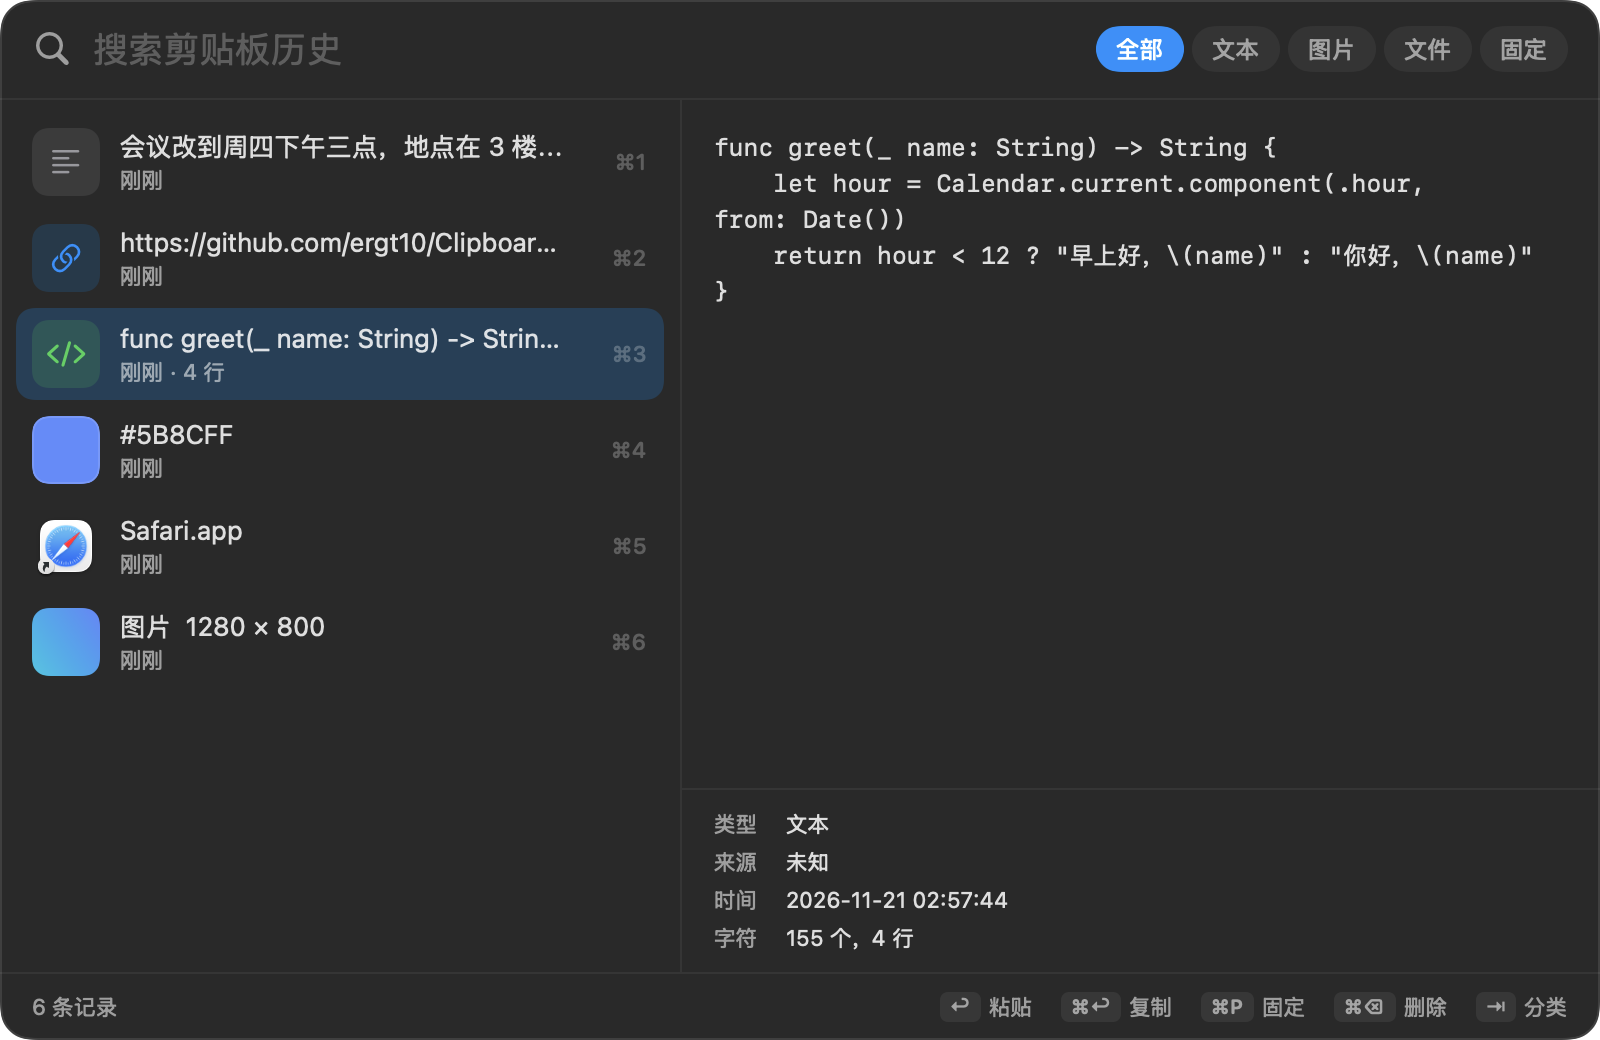 搜索剪贴板历史
全部 文本 图片 文件 固定
会议改到周四下午三点，地点在 3 楼...
刚刚
⌘1
https://github.com/ergt10/Clipboar...
刚刚
⌘2
func greet(_ name: String) -> Strin...
刚刚 · 4 行
⌘3
#5B8CFF
刚刚
⌘4
Safari.app
刚刚
⌘5
图片 1280 × 800
刚刚
⌘6
func greet(_ name: String) -> String {
    let hour = Calendar.current.component(.hour,
from: Date())
    return hour < 12 ? "早上好，\(name)" : "你好，\(name)"
}
类型 文本
来源 未知
时间 2026-11-21 02:57:44
字符 155 个，4 行
6 条记录
↩ 粘贴 ⌘↩ 复制 ⌘P 固定 ⌘⌫ 删除 ⇥ 分类